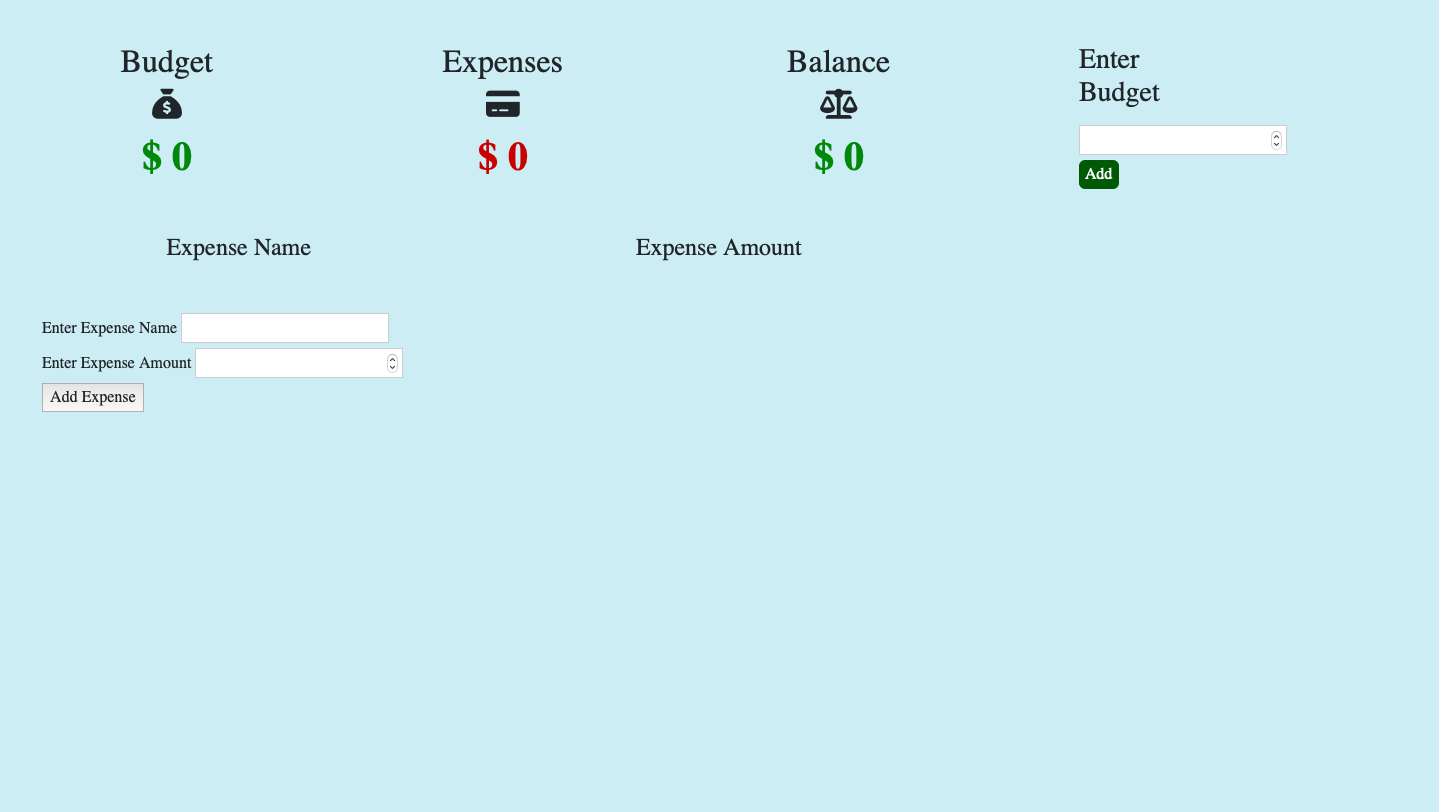 Budget
Expenses
Balance
Enter
Budget
$ 0
$ 0
$ 0
Add
Expense Name
Expense Amount
Enter Expense Name
Enter Expense Amount
Add Expense